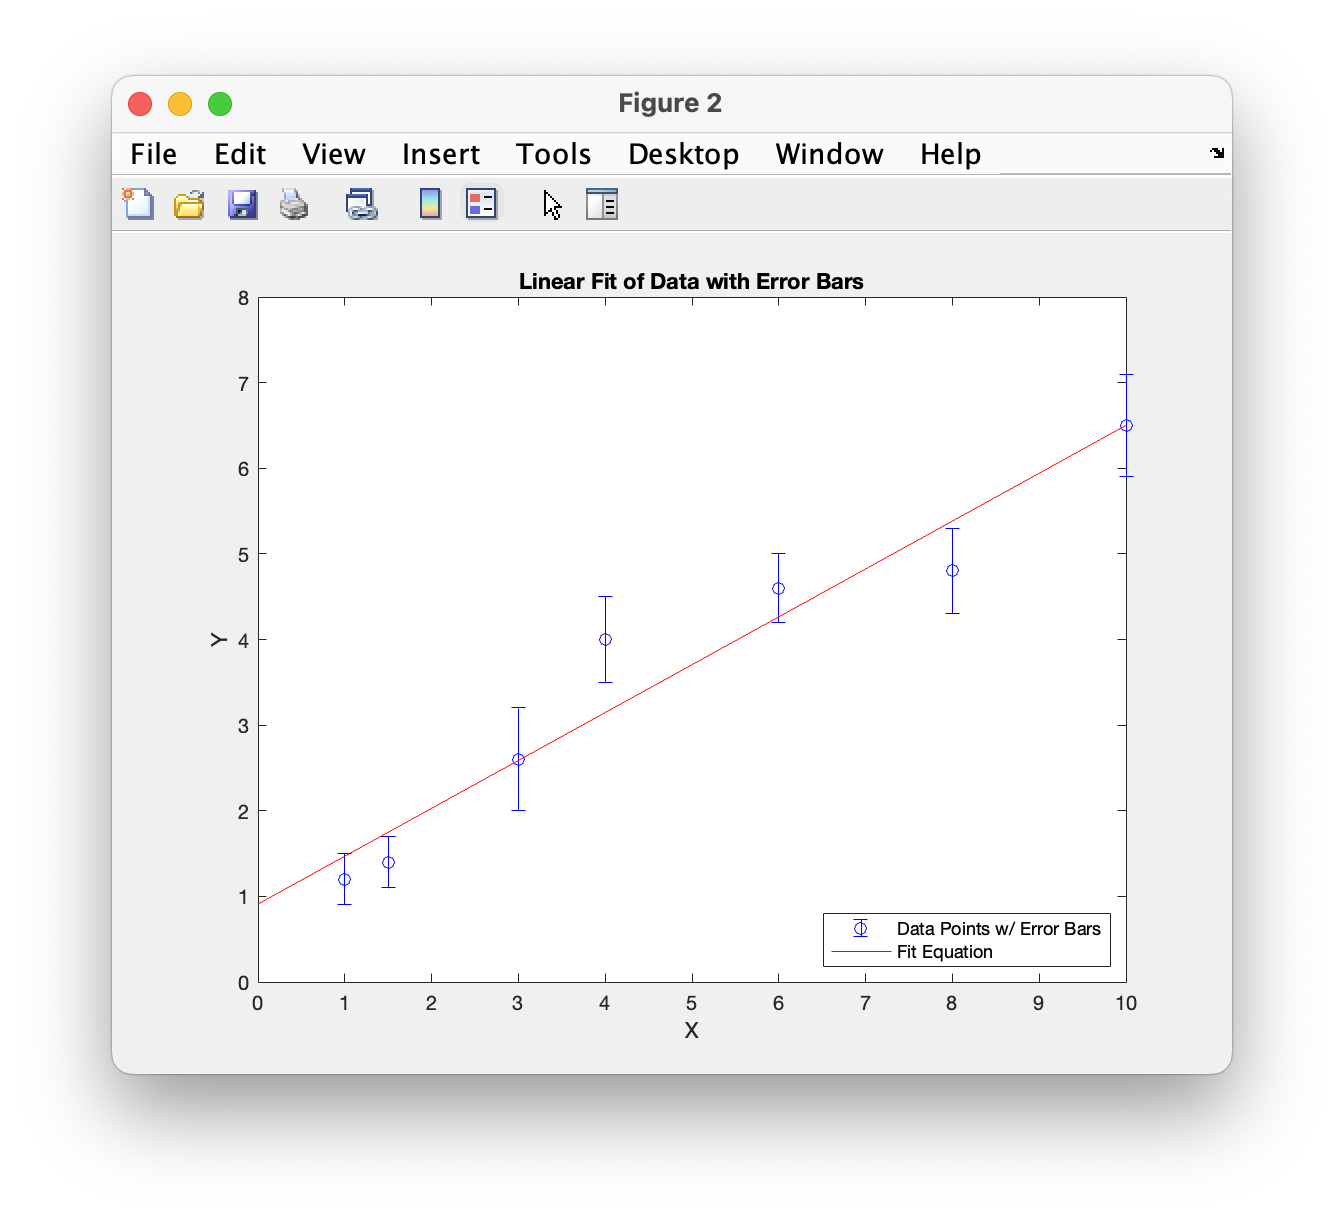 Figure 2
File Edit View Insert Tools Desktop Window Help
Linear Fit of Data with Error Bars
8
7
6
5
4
3
2
1
0
Y
Data Points w/ Error Bars
Fit Equation
0 1 2 3 4 5 6 7 8 9 10
X